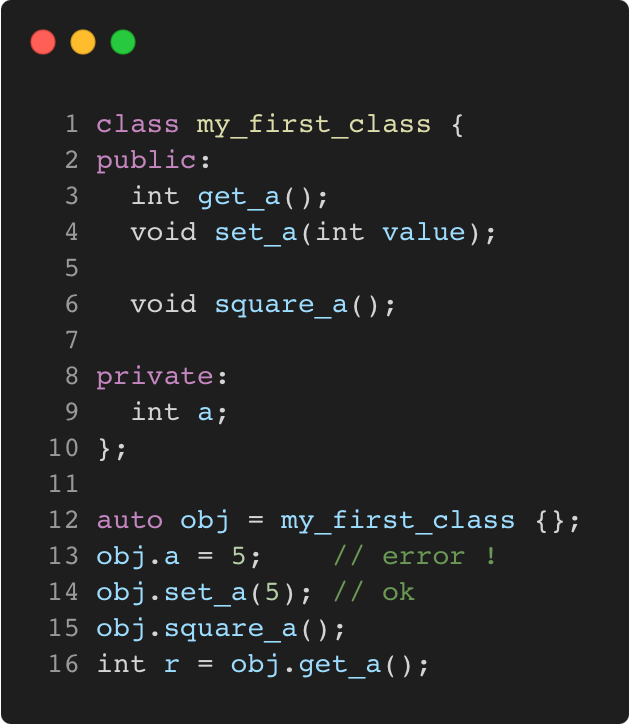 1 class my_first_class {
2 public:
3   int get_a();
4   void set_a(int value);
5
6   void square_a();
7
8 private:
9   int a;
10 };
11
12 auto obj = my_first_class {};
13 obj.a = 5;    // error !
14 obj.set_a(5); // ok
15 obj.square_a();
16 int r = obj.get_a();